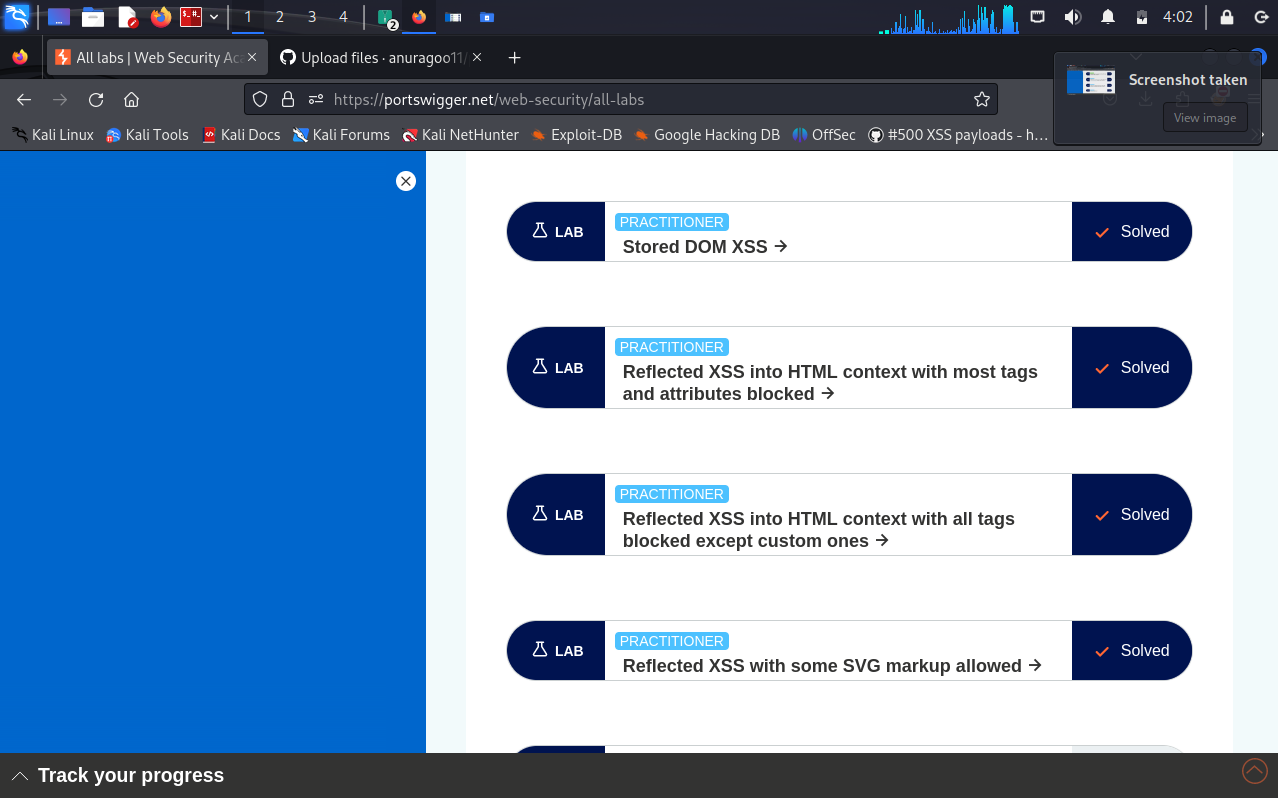 1 2 3 4 2 4:02
All labs | Web Security Aca
Upload files · anuragoo11/
Screenshot taken
View image
https://portswigger.net/web-security/all-labs
Kali Linux Kali Tools Kali Docs Kali Forums Kali NetHunter Exploit-DB Google Hacking DB OffSec #500 XSS payloads - h…
PRACTITIONER
LAB Stored DOM XSS Solved
PRACTITIONER
LAB Reflected XSS into HTML context with most tags Solved
and attributes blocked
PRACTITIONER
LAB Reflected XSS into HTML context with all tags Solved
blocked except custom ones
PRACTITIONER
LAB Reflected XSS with some SVG markup allowed Solved
Track your progress